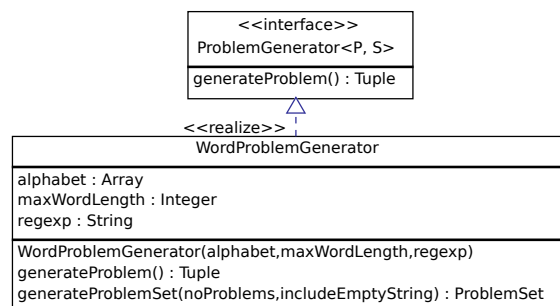 <<interface>>
ProblemGenerator<P, S>
generateProblem() : Tuple
<<realize>>
WordProblemGenerator
alphabet : Array
maxWordLength : Integer
regexp : String
WordProblemGenerator(alphabet,maxWordLength,regexp)
generateProblem() : Tuple
generateProblemSet(noProblems,includeEmptyString) : ProblemSet